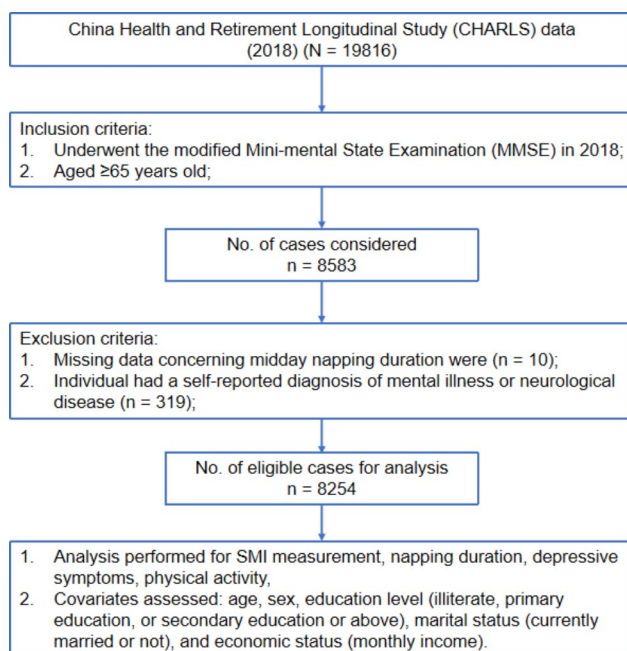 China Health and Retirement Longitudinal Study (CHARLS) data
(2018) (N = 19816)
Inclusion criteria:
1. Underwent the modified Mini-mental State Examination (MMSE) in 2018;
2. Aged ≥65 years old;
No. of cases considered
n = 8583
Exclusion criteria:
1. Missing data concerning midday napping duration were (n = 10);
2. Individual had a self-reported diagnosis of mental illness or neurological
disease (n = 319);
No. of eligible cases for analysis
n = 8254
1. Analysis performed for SMI measurement, napping duration, depressive
symptoms, physical activity,
2. Covariates assessed: age, sex, education level (illiterate, primary
education, or secondary education or above), marital status (currently
married or not), and economic status (monthly income).